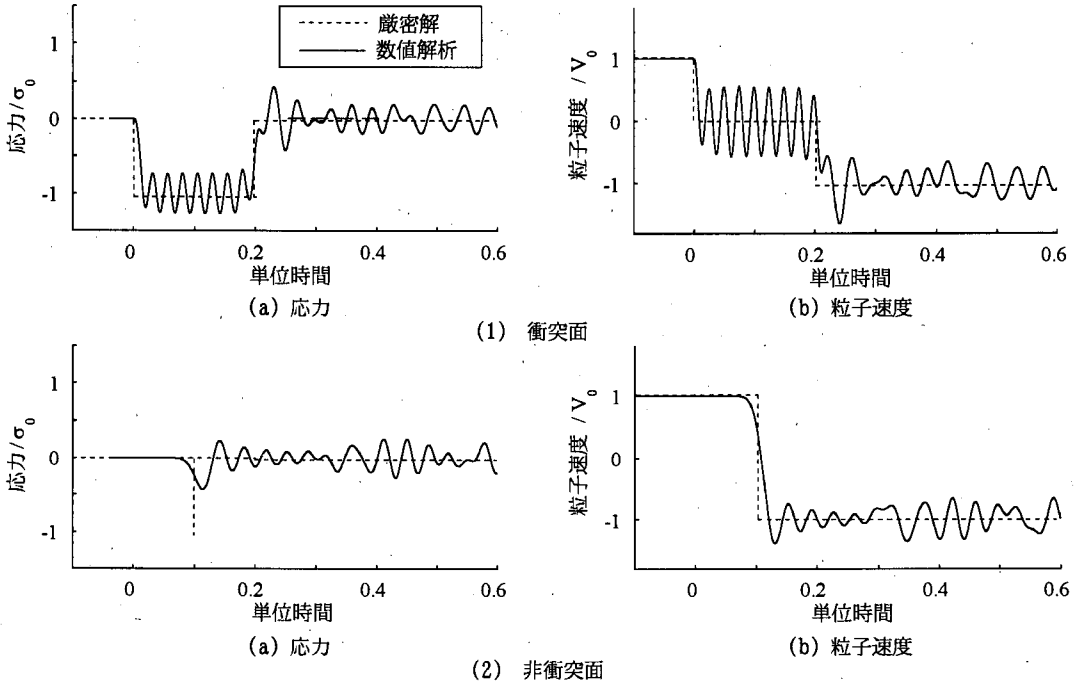 厳密解
数値解析
応力/σ₀
1
0
-1
0 0.2 0.4 0.6
単位時間
(a) 応力
粒子速度 /V₀
1
0
-1
0 0.2 0.4 0.6
単位時間
(b) 粒子速度
(1) 衝突面
応力/σ₀
1
0
-1
0 0.2 0.4 0.6
単位時間
(a) 応力
粒子速度 /V₀
1
0
-1
0 0.2 0.4 0.6
単位時間
(b) 粒子速度
(2) 非衝突面